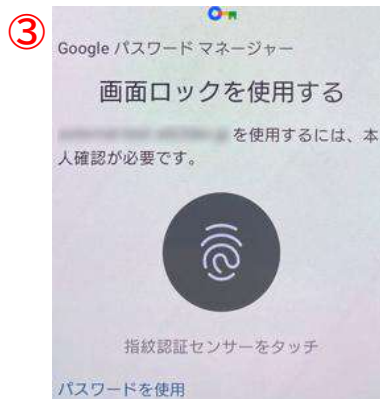 ③
Google パスワード マネージャー
画面ロックを使用する
を使用するには、本
人確認が必要です。
指紋認証センサーをタッチ
パスワードを使用